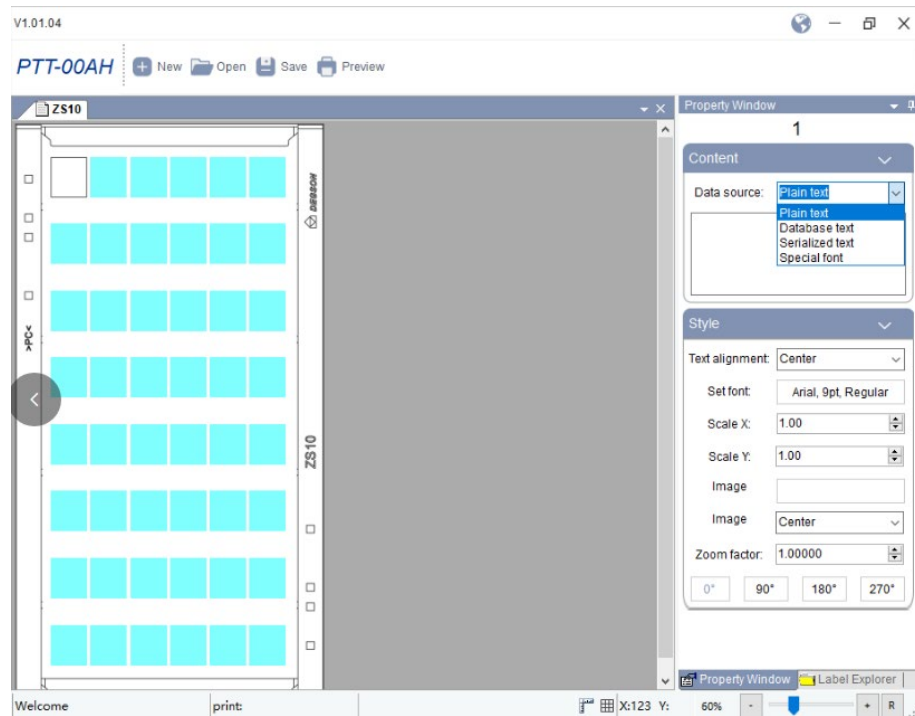 V1.01.04
PTT-00AH New Open Save Preview
ZS10
DEGSON
>PC<
ZS10
Property Window
1
Content
Data source: Plain text
Plain text
Database text
Serialized text
Special font
Style
Text alignment: Center
Set font: Arial, 9pt, Regular
Scale X: 1.00
Scale Y: 1.00
Image
Image Center
Zoom factor: 1.00000
0° 90° 180° 270°
Property Window Label Explorer
Welcome print: X:123 Y: 60% - + R